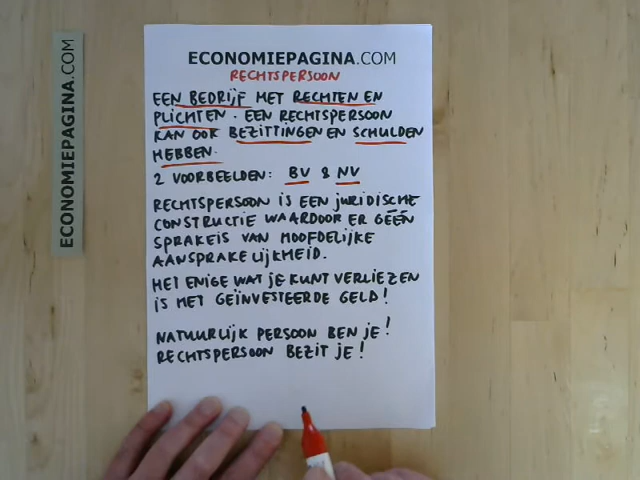 ECONOMIEPAGINA.COM
ECONOMIEPAGINA.COM
RECHTSPERSOON
EEN BEDRIJF MET RECHTEN EN
PLICHTEN. EEN RECHTSPERSOON
KAN OOK BEZITTINGEN EN SCHULDEN
HEBBEN.
2 VOORBEELDEN: BV & NV
RECHTSPERSOON IS EEN JURIDISCHE
CONSTRUCTIE WAARDOOR ER GÉÉN
SPRAKE IS VAN HOOFDELIJKE
AANSPRAKELIJKHEID.
HET ENIGE WAT JE KUNT VERLIEZEN
IS HET GEÏNVESTEERDE GELD!
NATUURLIJK PERSOON BEN JE!
RECHTSPERSOON BEZIT JE!